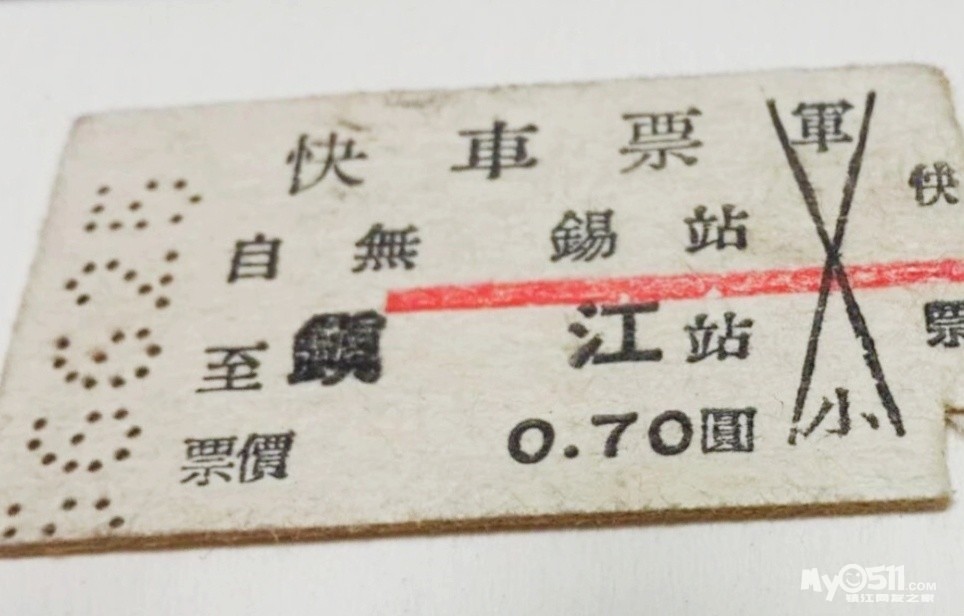 快車票
軍
自無錫站
快
至鎮江站
票
票價 0.70圓
小
MY0511.COM
镇江网友之家